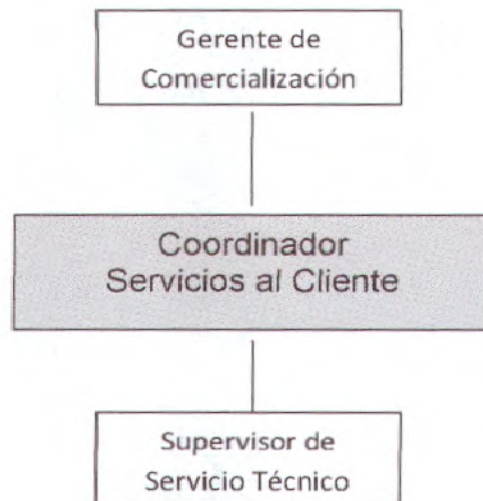 Gerente de
Comercialización
Coordinador
Servicios al Cliente
Supervisor de
Servicio Técnico